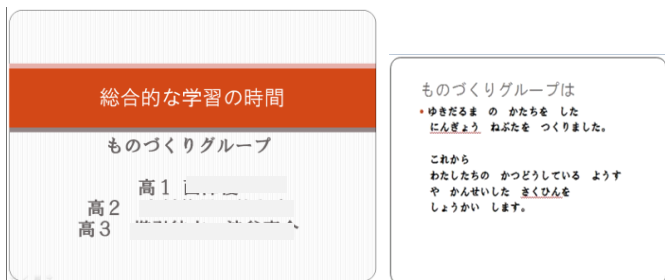 総合的な学習の時間
ものづくりグループ
高1
高2
高3
ものづくりグループは
・ゆきだるま の かたちを した
にんぎょう ねぶたを つくりました。
これから
わたしたちの かつどうしている ようす
や かんせいした さくひんを
しょうかい します。